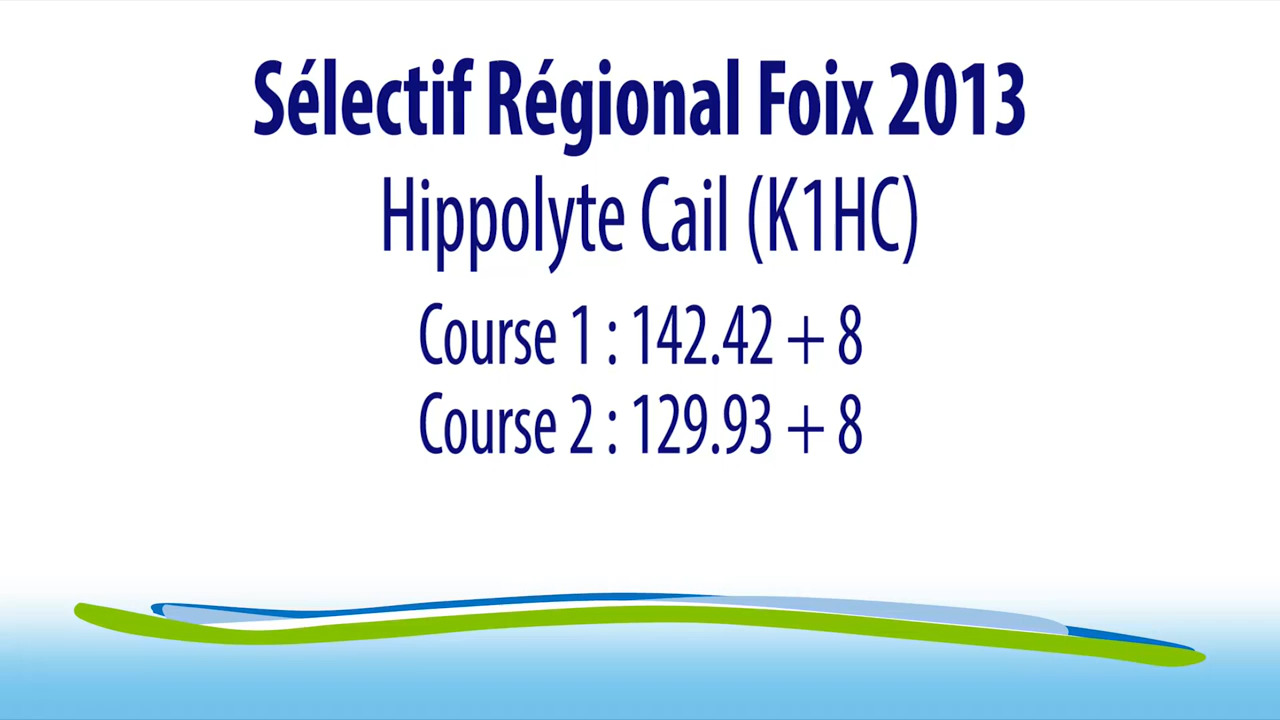 Sélectif Régional Foix 2013
Hippolyte Cail (K1HC)
Course 1 : 142.42 + 8
Course 2 : 129.93 + 8